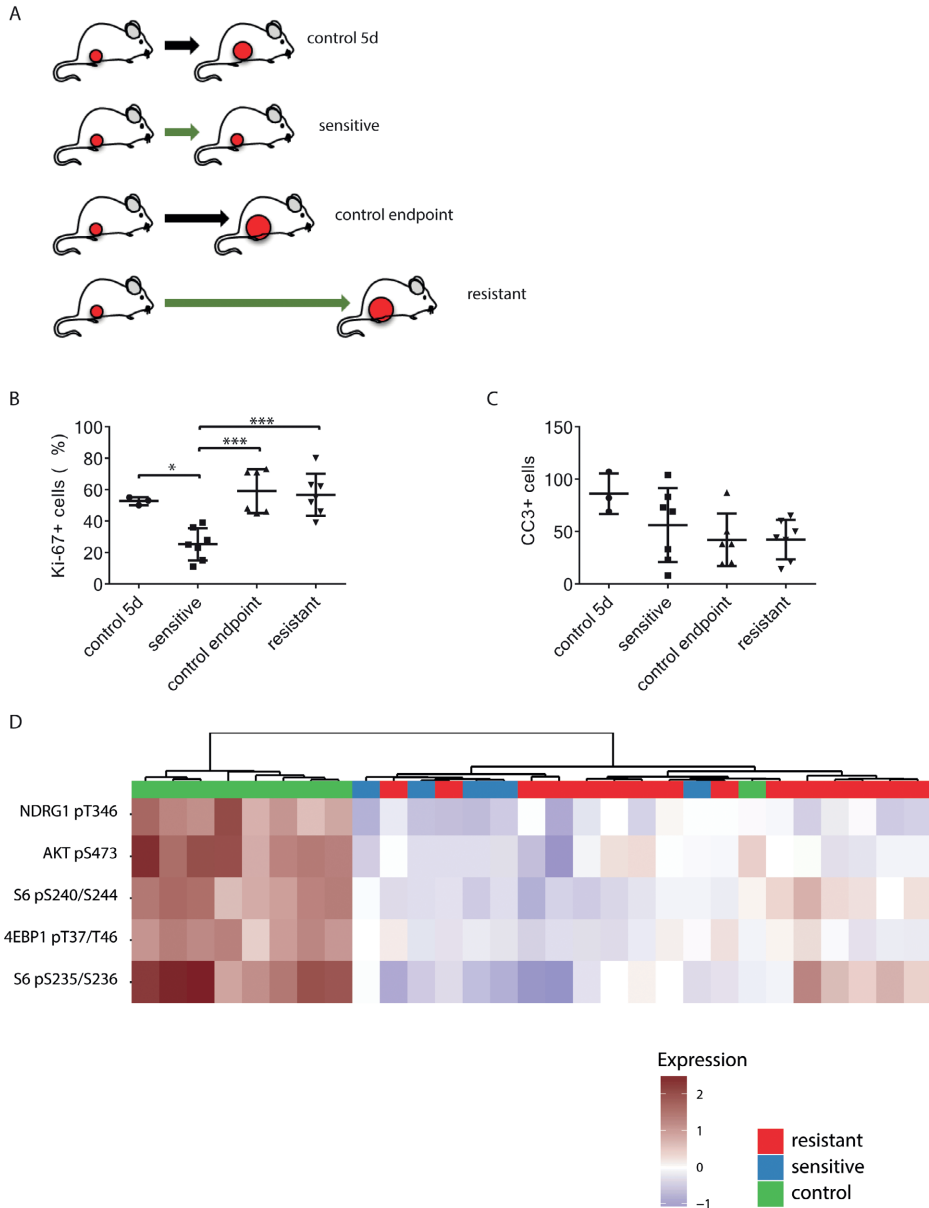 A
control 5d
sensitive
control endpoint
resistant
B
Ki-67+ cells ( %)
100
80
60
40
20
0
*
***
***
control 5d
sensitive
control endpoint
resistant
C
CC3+ cells
150
100
50
0
control 5d
sensitive
control endpoint
resistant
D
NDRG1 pT346
AKT pS473
S6 pS240/S244
4EBP1 pT37/T46
S6 pS235/S236
Expression
2
1
0
−1
resistant
sensitive
control